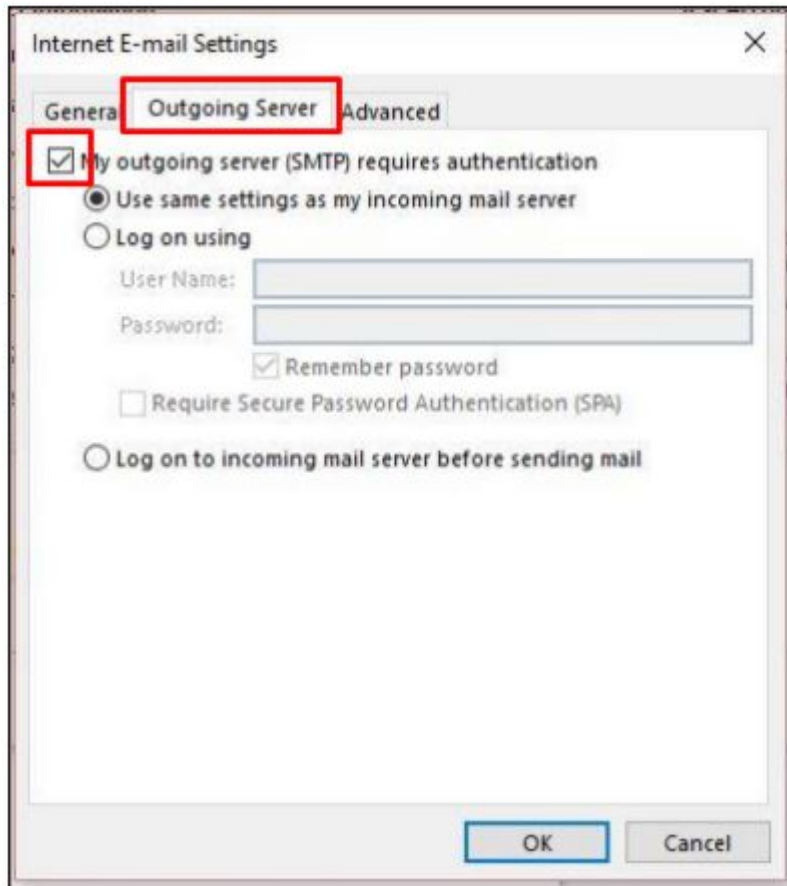 Internet E-mail Settings
General Outgoing Server Advanced
My outgoing server (SMTP) requires authentication
Use same settings as my incoming mail server
Log on using
User Name:
Password:
Remember password
Require Secure Password Authentication (SPA)
Log on to incoming mail server before sending mail
OK Cancel